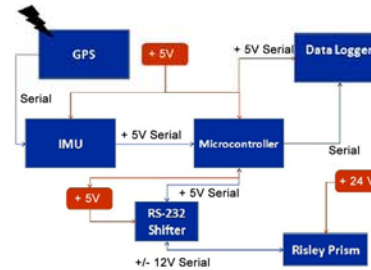 GPS
+ 5V
+ 5V Serial
Data Logger
Serial
IMU
+ 5V Serial
Microcontroller
Serial
+ 5V
+ 5V Serial
+ 24 V
RS-232
Shifter
Risley Prism
+/- 12V Serial